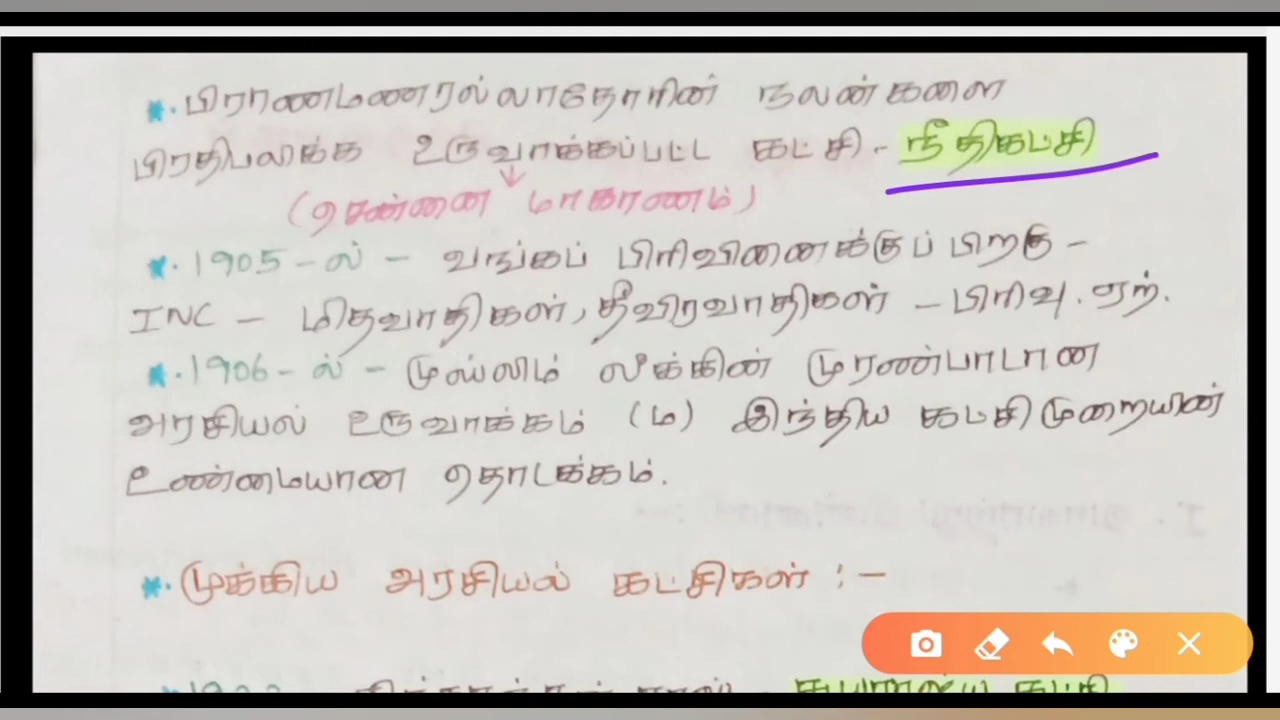 *. பிராணமணரல்லாதோரின் நலன்களை
பிரதிபலிக்க உருவாக்கப்பட்ட கட்சி - நீதிகட்சி
(சென்னை மாகாணம்)
*. 1905 - ல் - வங்கப் பிரிவினைக்குப் பிறகு -
INC - மிதவாதிகள், தீவிரவாதிகள் - பிரிவு. ஏற்.
*. 1906 - ல் - முஸ்லிம் லீக்கின் முரண்பாடான
அரசியல் உருவாக்கம் (ம) இந்திய கட்சிமுறையின்
உண்மையான தொடக்கம்.
*. முக்கிய அரசியல் கட்சிகள் : -